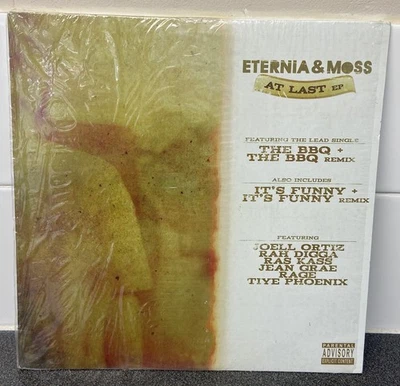 ETERNiA & MOSS
AT LAST EP
FEATURING THE LEAD SINGLE
THE BBQ +
THE BBQ REMIX
ALSO INCLUDES
IT'S FUNNY +
IT'S FUNNY REMIX
FEATURING
JOELL ORTIZ
RAH DIGGA
RAS KASS
JEAN GRAE
RAGE
TIYE PHOENIX
PARENTAL
ADVISORY
EXPLICIT CONTENT